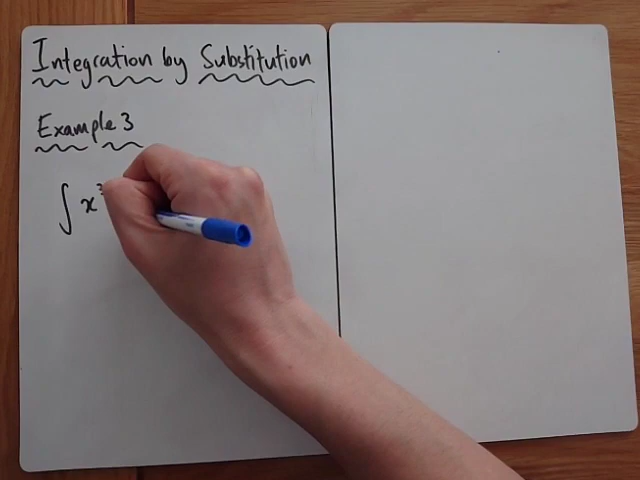 Integration by Substitution
Example 3
∫ x³